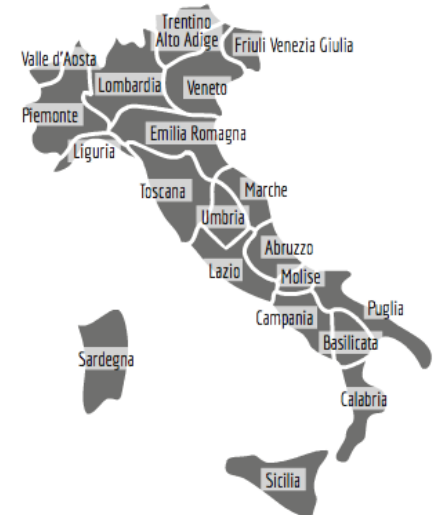 Trentino
Alto Adige
Friuli Venezia Giulia
Valle d'Aosta
Lombardia
Veneto
Piemonte
Emilia Romagna
Liguria
Toscana
Marche
Umbria
Abruzzo
Lazio
Molise
Campania
Puglia
Basilicata
Sardegna
Calabria
Sicilia